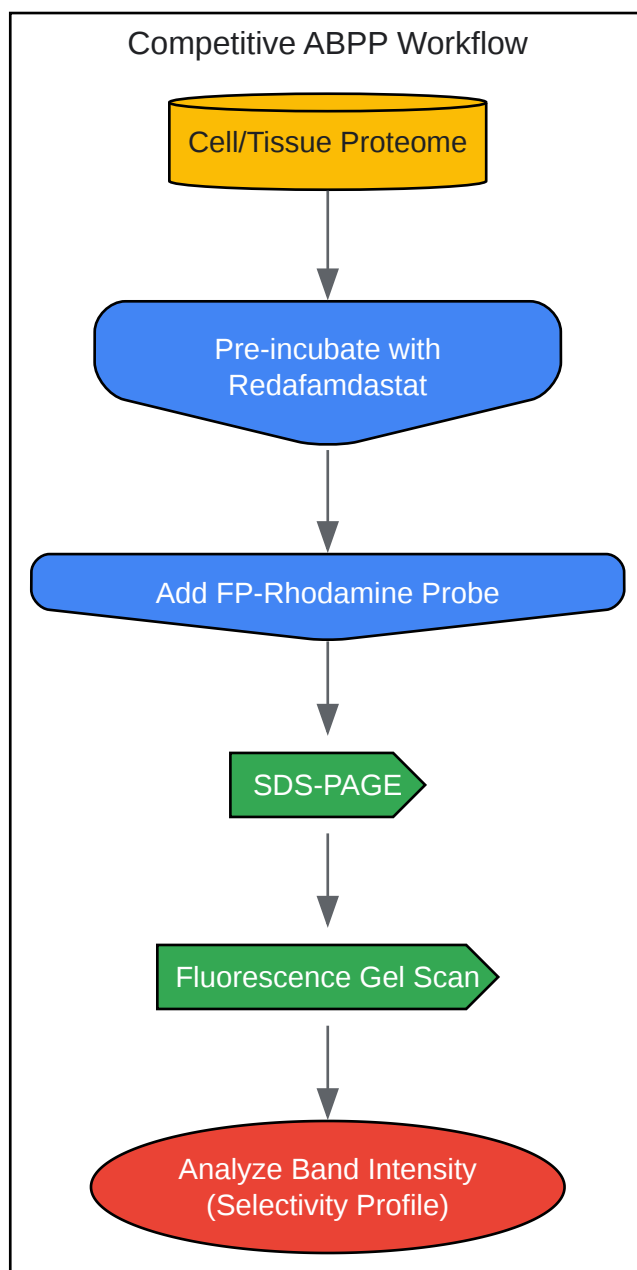 Competitive ABPP Workflow
Cell/Tissue Proteome
Pre-incubate with
Redafamdastat
Add FP-Rhodamine Probe
SDS-PAGE
Fluorescence Gel Scan
Analyze Band Intensity
(Selectivity Profile)